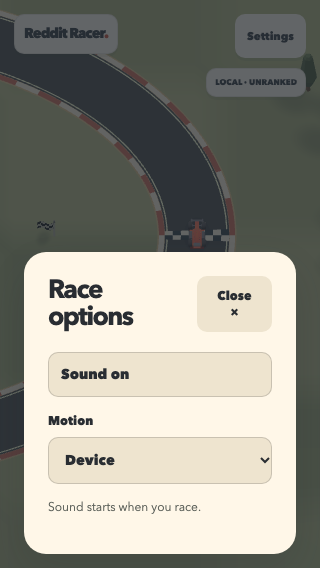 Reddit Racer.
Settings
LOCAL · UNRANKED
Race
options
Close
×
Sound on
Motion
Device
Sound starts when you race.